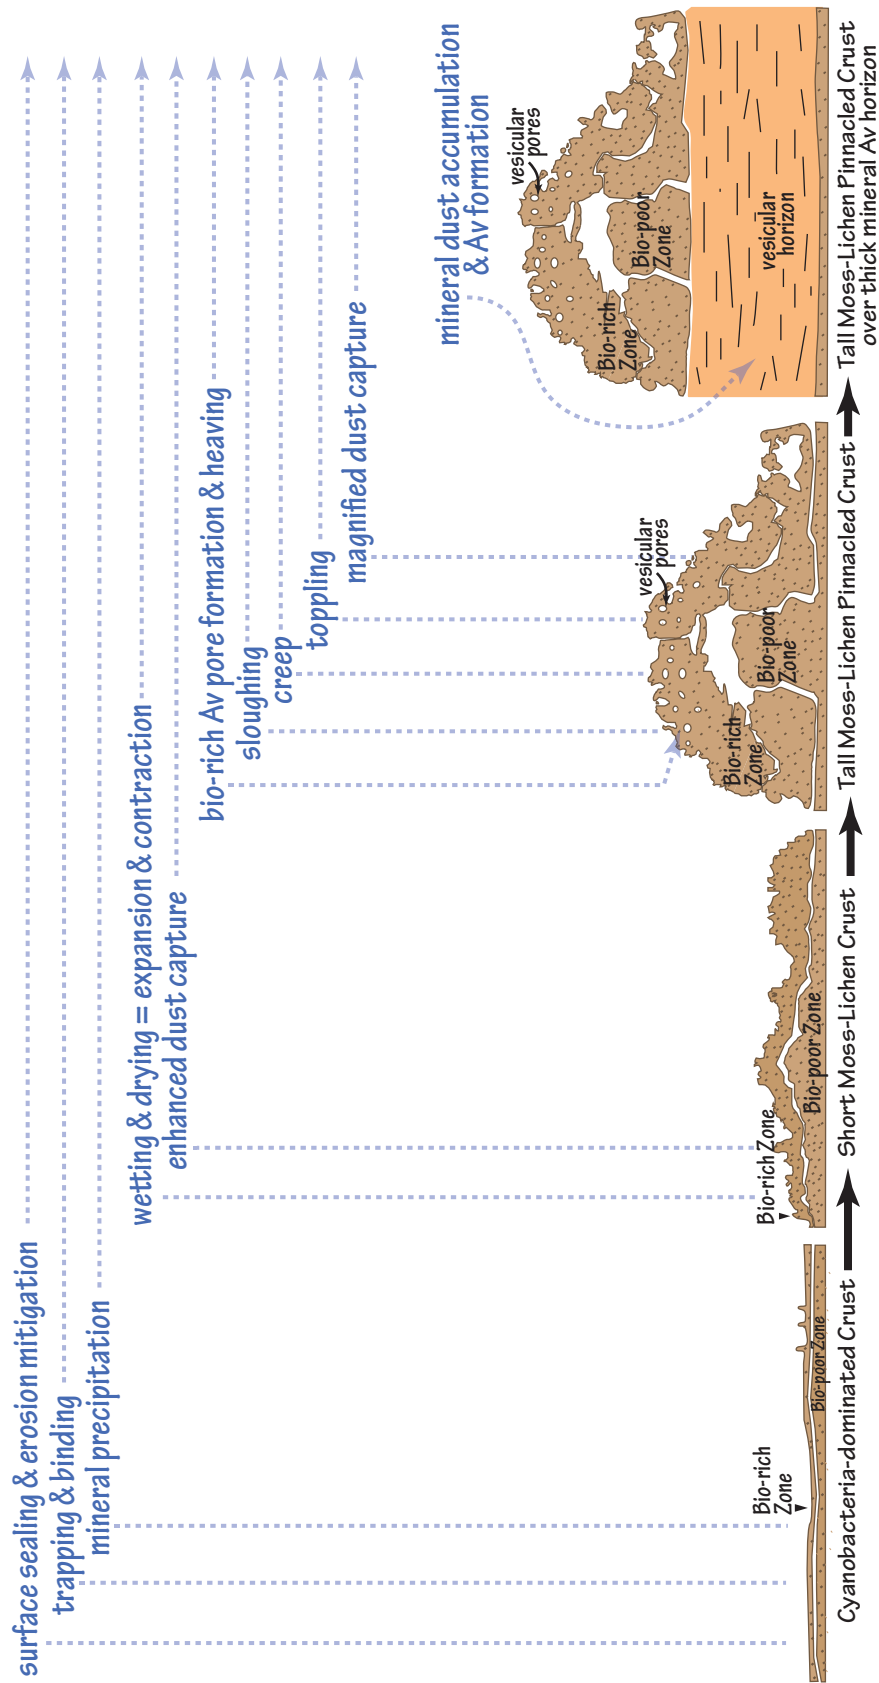 surface sealing & erosion mitigation
trapping & binding
mineral precipitation
wetting & drying = expansion & contraction
enhanced dust capture
bio-rich Av pore formation & heaving
sloughing
creep
toppling
magnified dust capture
mineral dust accumulation
& Av formation
Bio-rich
Zone
Bio-poor Zone
Cyanobacteria-dominated Crust
Bio-rich Zone
Bio-poor Zone
Short Moss-Lichen Crust
vesicular
pores
Bio-rich
Zone
Bio-poor
Zone
Tall Moss-Lichen Pinnacled Crust
vesicular
pores
Bio-rich
Zone
Bio-poor
Zone
vesicular
horizon
Tall Moss-Lichen Pinnacled Crust
over thick mineral Av horizon